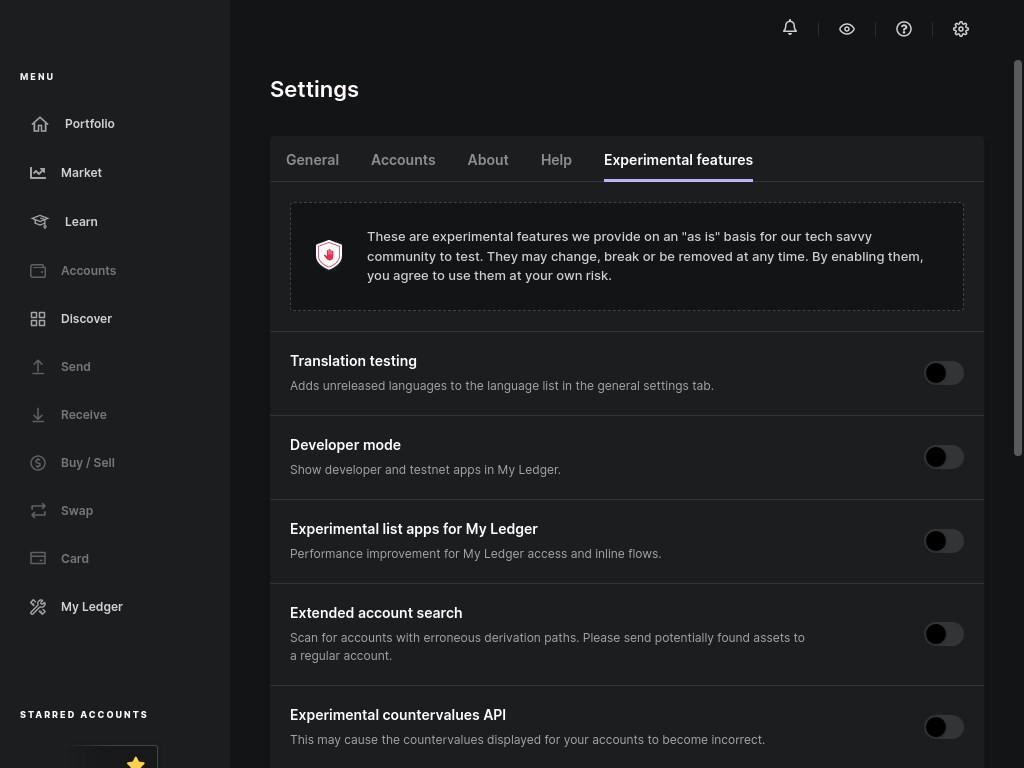 MENU
Portfolio
Market
Learn
Accounts
Discover
Send
Receive
Buy / Sell
Swap
Card
My Ledger
STARRED ACCOUNTS
Settings
General
Accounts
About
Help
Experimental features
These are experimental features we provide on an "as is" basis for our tech savvy
community to test. They may change, break or be removed at any time. By enabling them,
you agree to use them at your own risk.
Translation testing
Adds unreleased languages to the language list in the general settings tab.
Developer mode
Show developer and testnet apps in My Ledger.
Experimental list apps for My Ledger
Performance improvement for My Ledger access and inline flows.
Extended account search
Scan for accounts with erroneous derivation paths. Please send potentially found assets to
a regular account.
Experimental countervalues API
This may cause the countervalues displayed for your accounts to become incorrect.